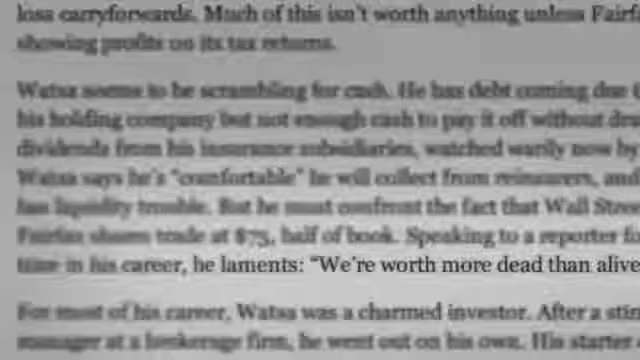 loss carryforwards. Much of this isn't worth anything unless Fairf
showing profits on its tax returns.
Watsa seems to be scrambling for cash. He has debt coming due
his holding company but not enough cash to pay it off without
dividends from his insurance subsidiaries, watched warily now by
Watsa says he's "comfortable" he will collect from reinsurers, and
has liquidity trouble. But he must confront the fact that Wall Stree
Fairfax shares trade at $75, half of book. Speaking to a reporter fo
time in his career, he laments: “We're worth more dead than alive
For most of his career, Watsa was a charmed investor. After a stin
manager at a brokerage firm, he went out on his own. His starter